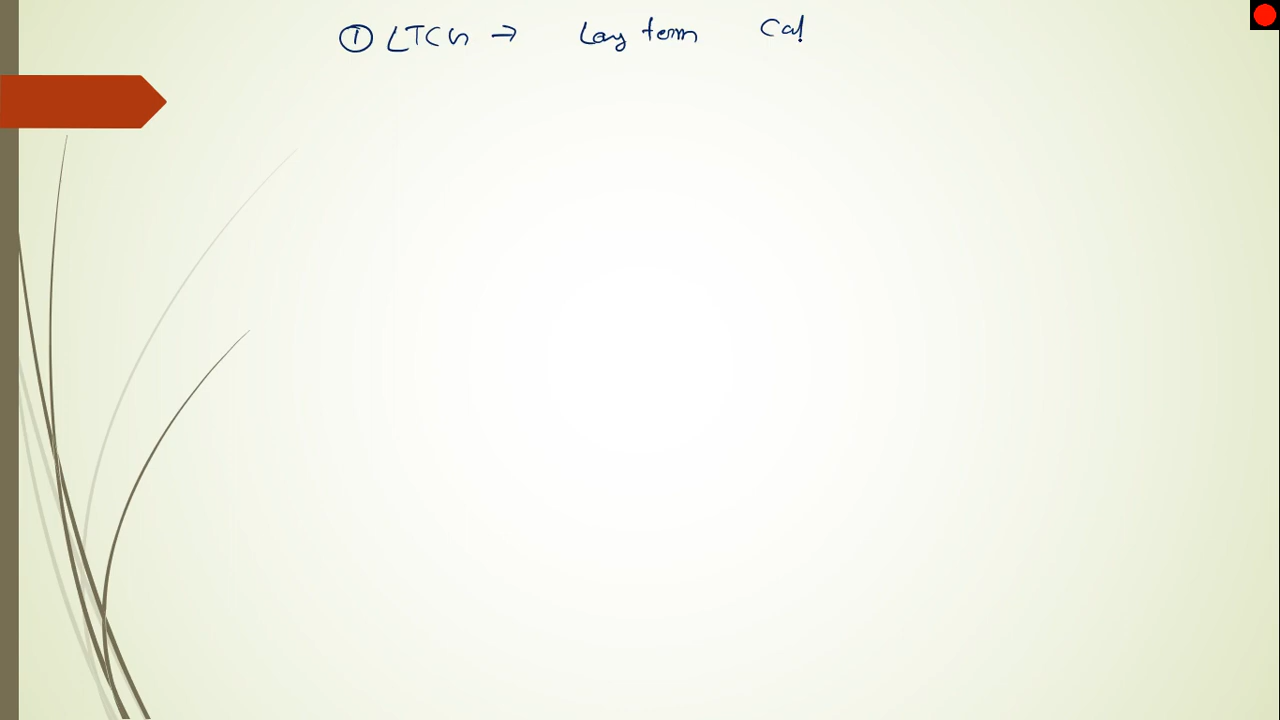 ① LTCG → Long term Cal